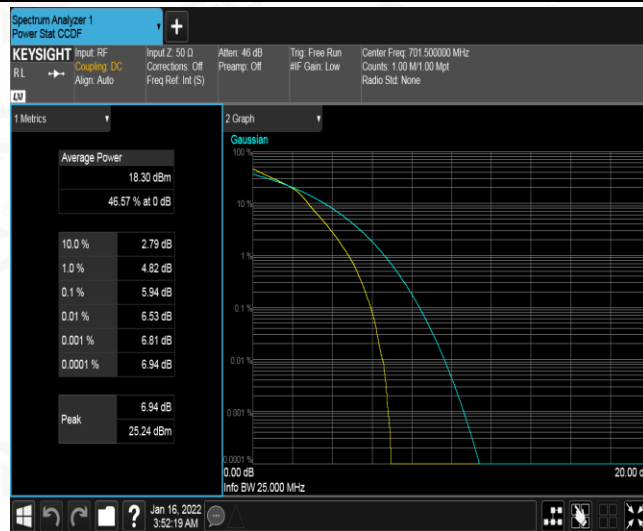 Spectrum Analyzer 1
Power Stat CCDF
+
KEYSIGHT
RL
LXI
Input: RF
Coupling: DC
Align: Auto
Input Z: 50 Ω
Corrections: Off
Freq Ref: Int (S)
Atten: 46 dB
Preamp: Off
Trig: Free Run
#IF Gain: Low
Center Freq: 701.500000 MHz
Counts: 1.00 M/1.00 Mpt
Radio Std: None
1 Metrics
Average Power
18.30 dBm
46.57 % at 0 dB
10.0 % 2.79 dB
1.0 % 4.82 dB
0.1 % 5.94 dB
0.01 % 6.53 dB
0.001 % 6.81 dB
0.0001 % 6.94 dB
Peak
6.94 dB
25.24 dBm
2 Graph
Gaussian
100 %
10 %
1 %
0.1 %
0.01 %
0.001 %
0.0001 %
0.00 dB
20.00 d
Info BW 25.000 MHz
?
Jan 16, 2022
3:52:19 AM